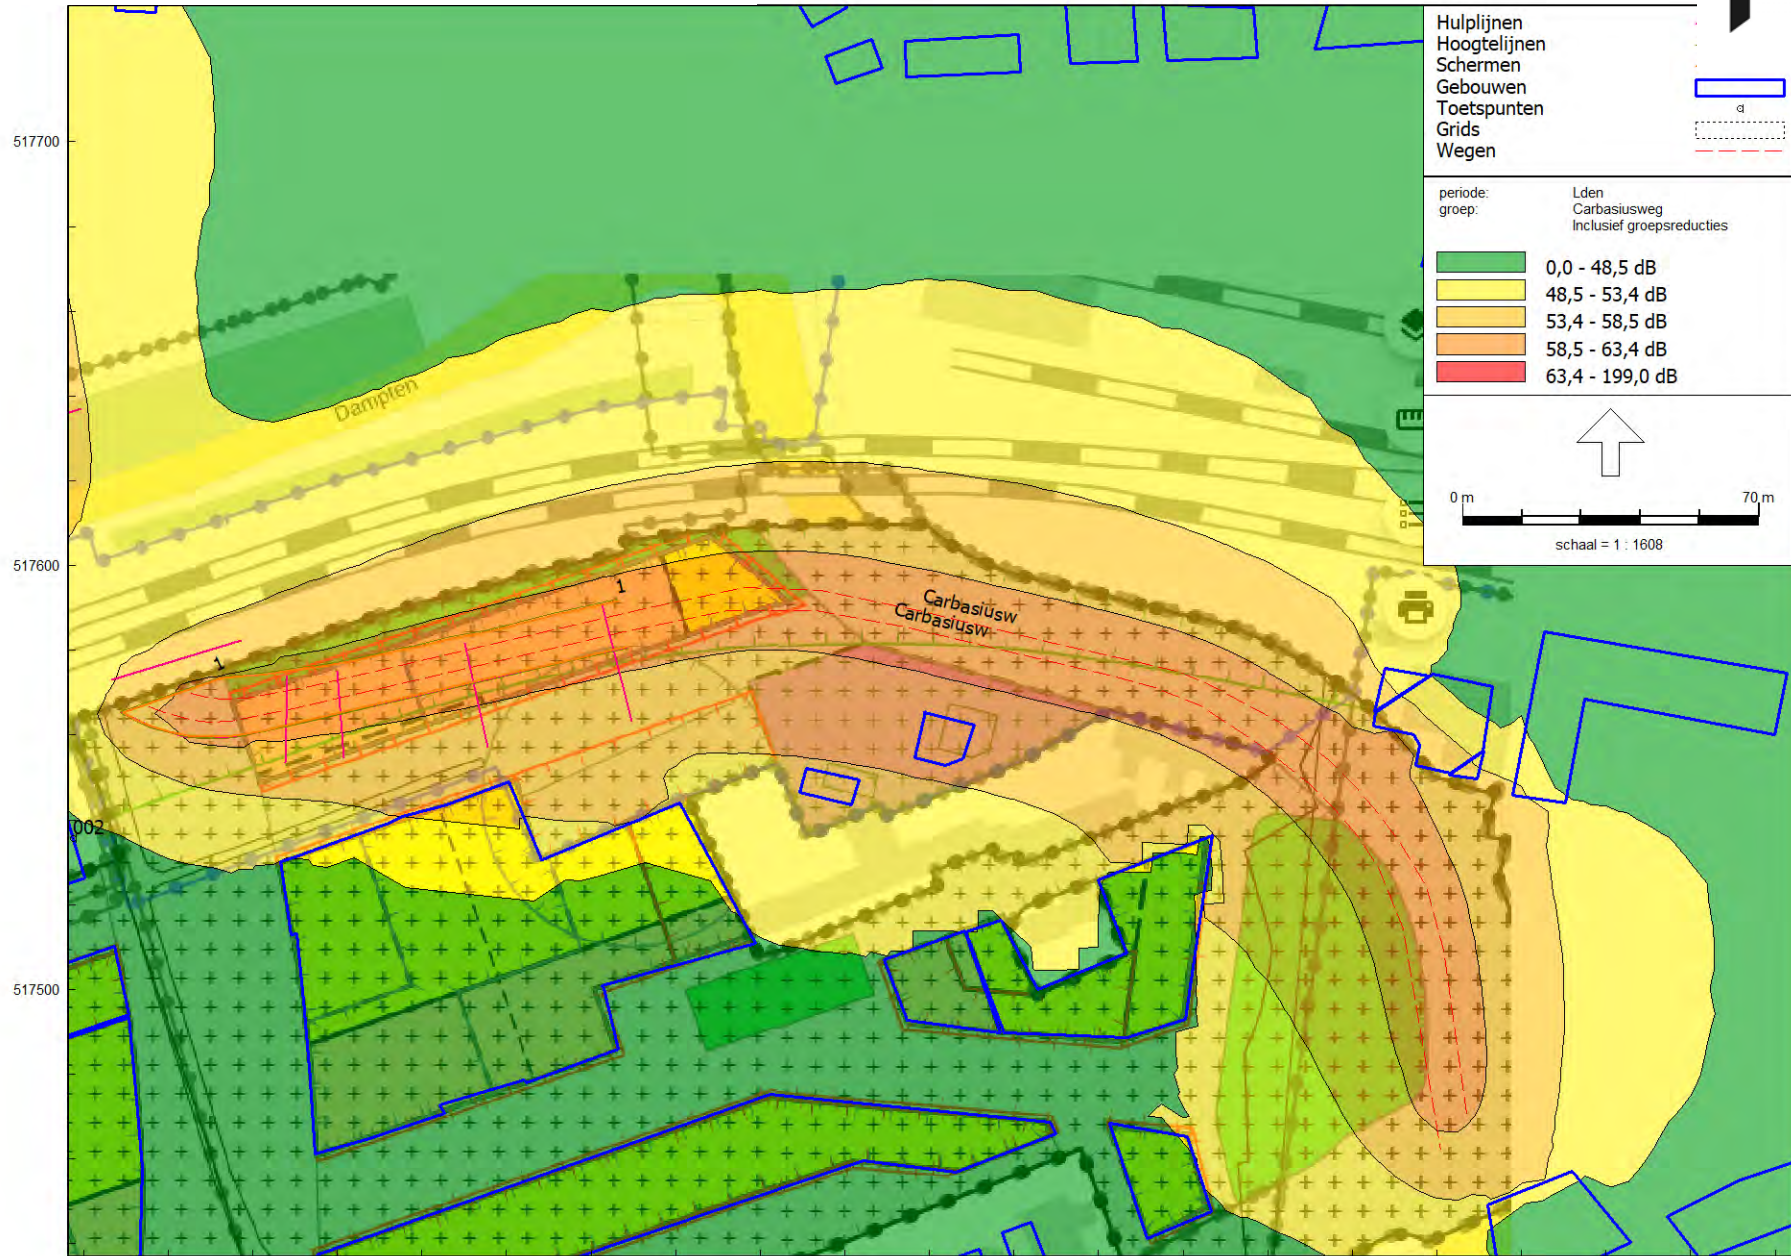 Hulplijnen
Hoogtelijnen
Schermen
Gebouwen
Toetspunten
Grids
Wegen
periode: Lden
groep: Carbasiusweg
Inclusief groepsreducties
0,0 - 48,5 dB
48,5 - 53,4 dB
53,4 - 58,5 dB
58,5 - 63,4 dB
63,4 - 199,0 dB
0 m 70 m
schaal = 1 : 1608
517700
Dampten
517600
1
Carbasiusw
Carbasiusw
1
002
517500